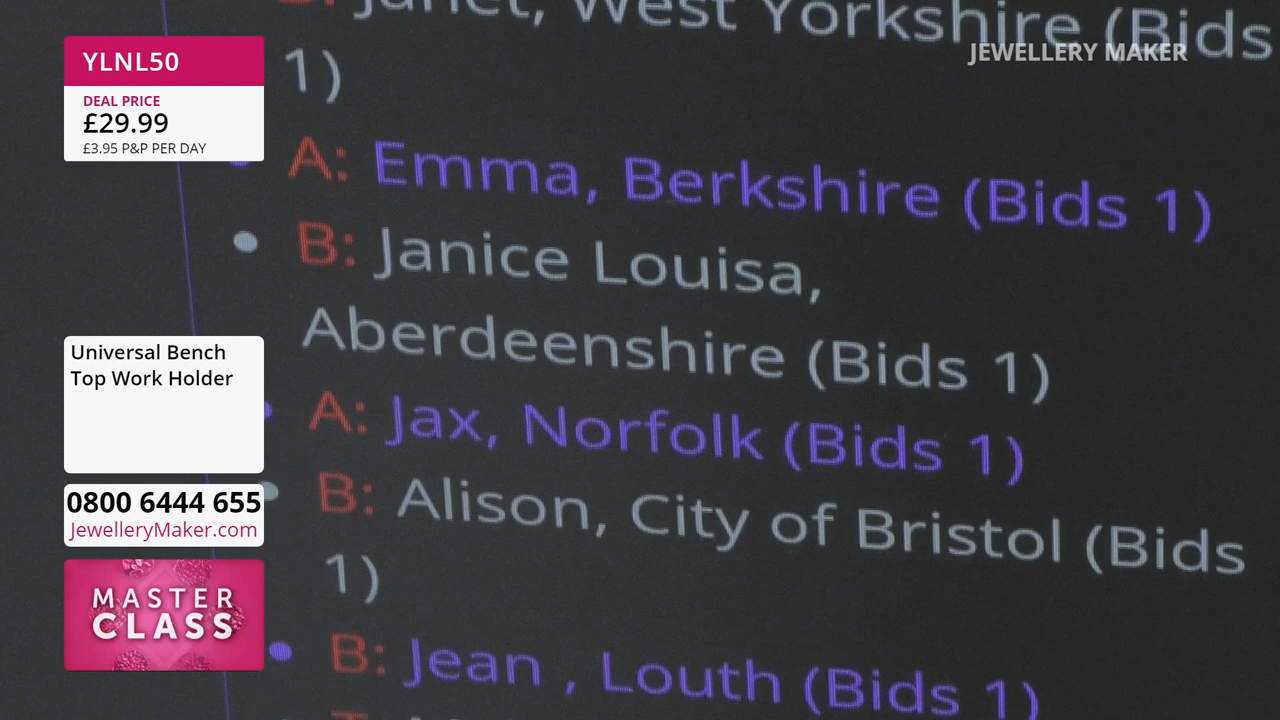 Janet, West Yorkshire (Bids
1)
JEWELLERY MAKER
YLNL50
DEAL PRICE
£29.99
£3.95 P&P PER DAY
A: Emma, Berkshire (Bids 1)
B: Janice Louisa,
Aberdeenshire (Bids 1)
A: Jax, Norfolk (Bids 1)
B: Alison, City of Bristol (Bids
1)
B: Jean , Louth (Bids 1)
Universal Bench
Top Work Holder
0800 6444 655
JewelleryMaker.com
MASTER
CLASS